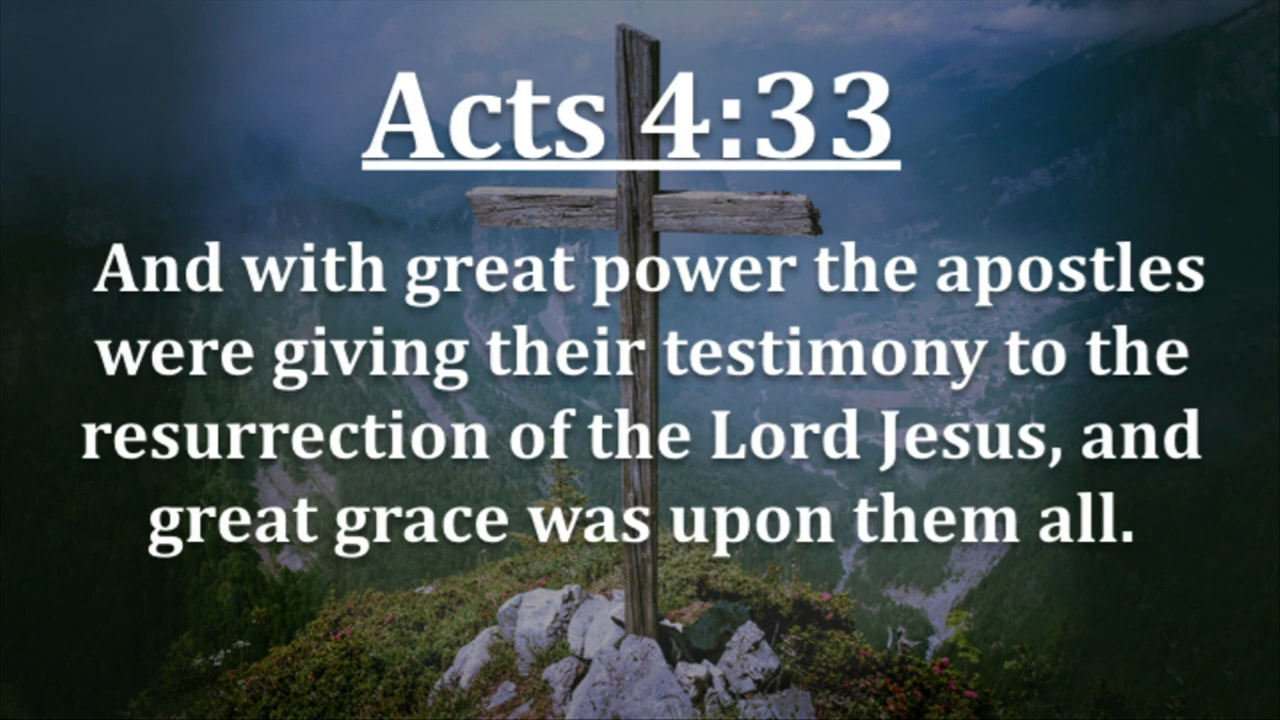 Acts 4:33
And with great power the apostles
were giving their testimony to the
resurrection of the Lord Jesus, and
great grace was upon them all.